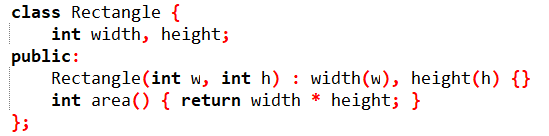 class Rectangle {
    int width, height;
public:
    Rectangle(int w, int h) : width(w), height(h) {}
    int area() { return width * height; }
};